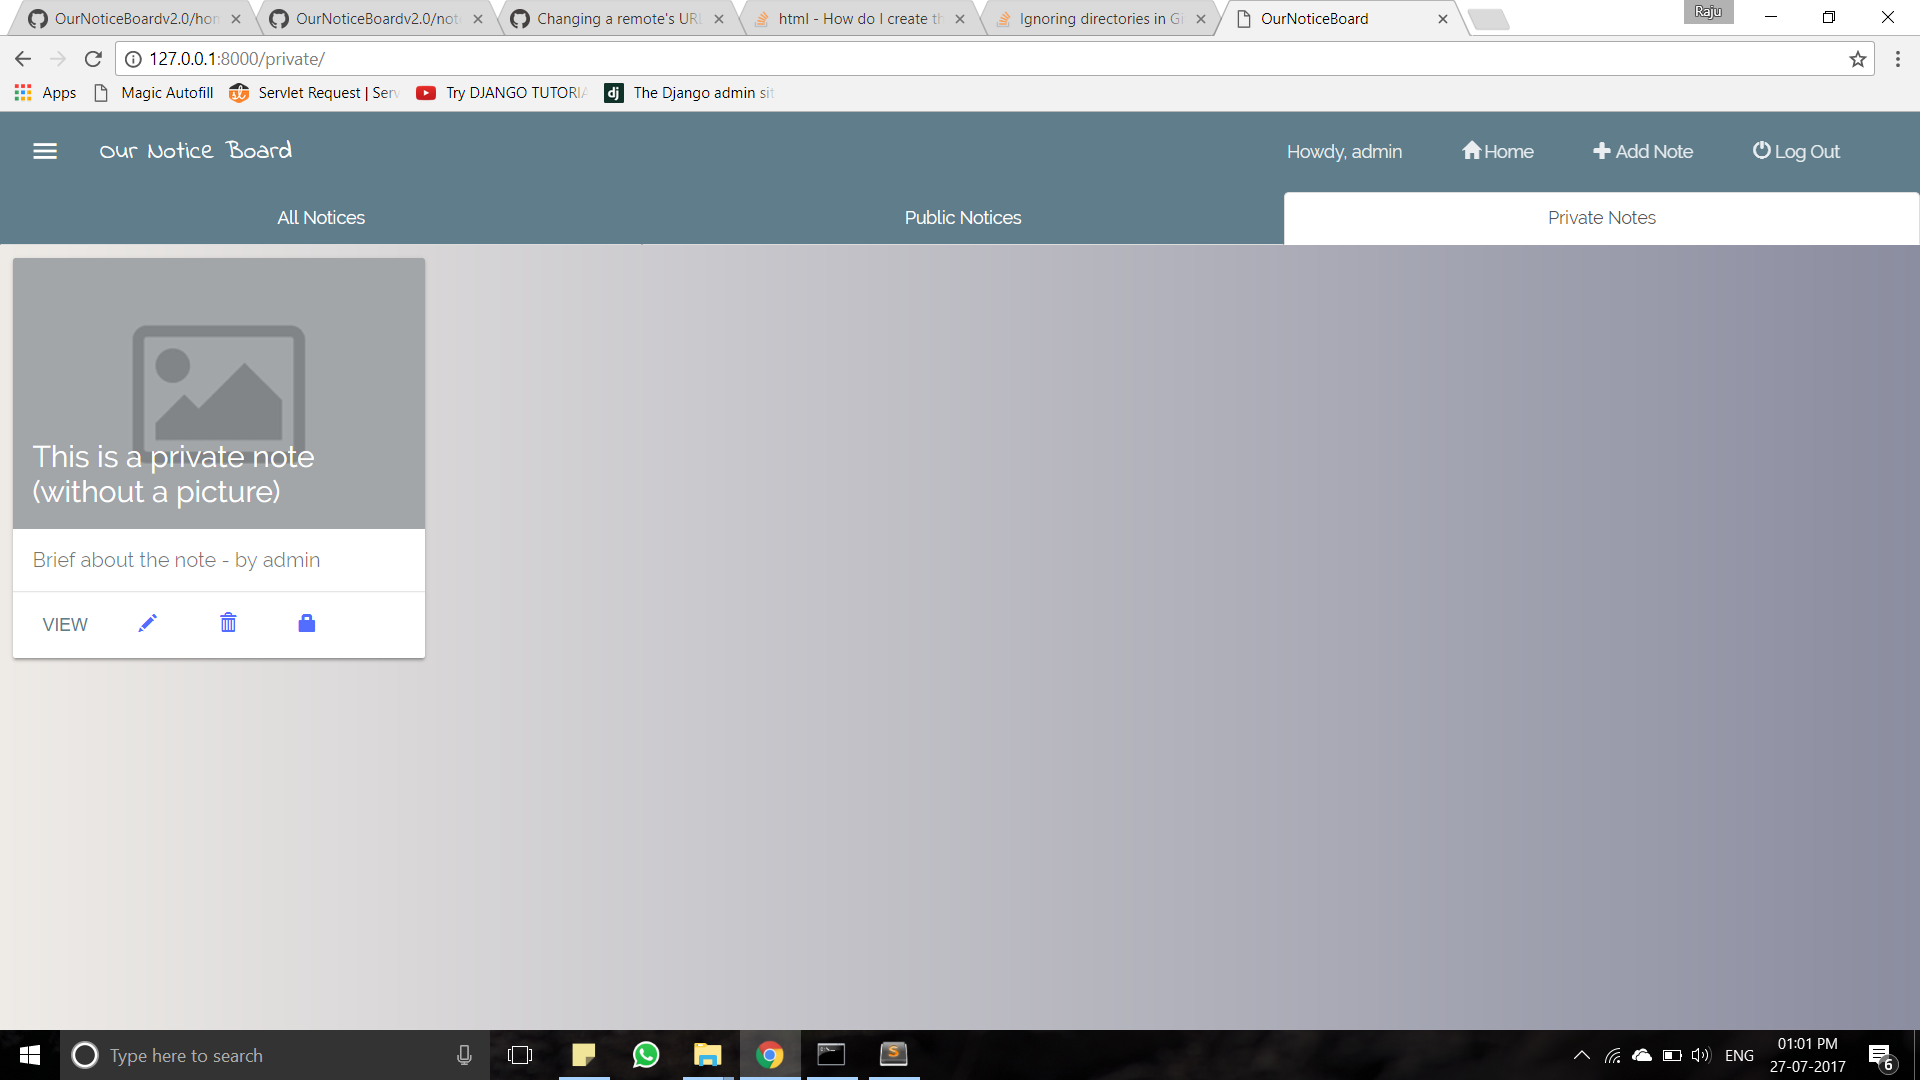 OurNoticeBoardv2.0/hom
OurNoticeBoardv2.0/note
Changing a remote's URL
html - How do I create th
Ignoring directories in Gi
OurNoticeBoard
Raju
127.0.0.1:8000/private/
Apps
Magic Autofill
Servlet Request | Serv
Try DJANGO TUTORIA
The Django admin sit
Our Notice Board
Howdy, admin
Home
Add Note
Log Out
All Notices
Public Notices
Private Notes
This is a private note
(without a picture)
Brief about the note - by admin
VIEW
Type here to search
ENG
01:01 PM
27-07-2017
6